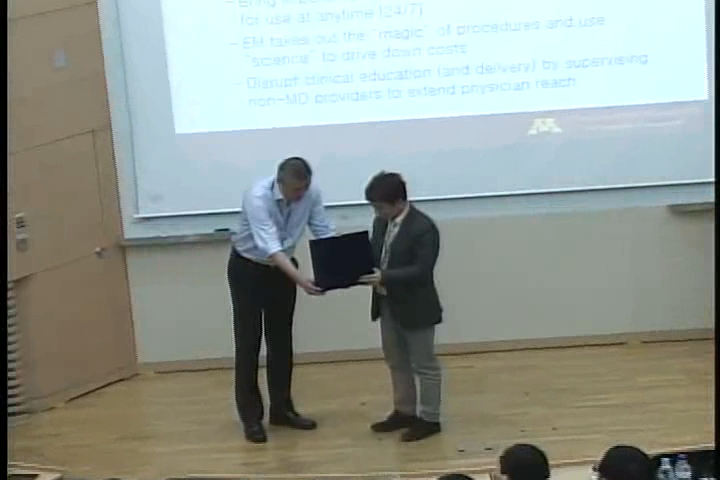 for use at anytime [24/7]
- EM takes out the "magic" of procedures and use
"science" to drive down costs
- Disrupt clinical education (and delivery) by supervising
non-MD providers to extend physician reach
M